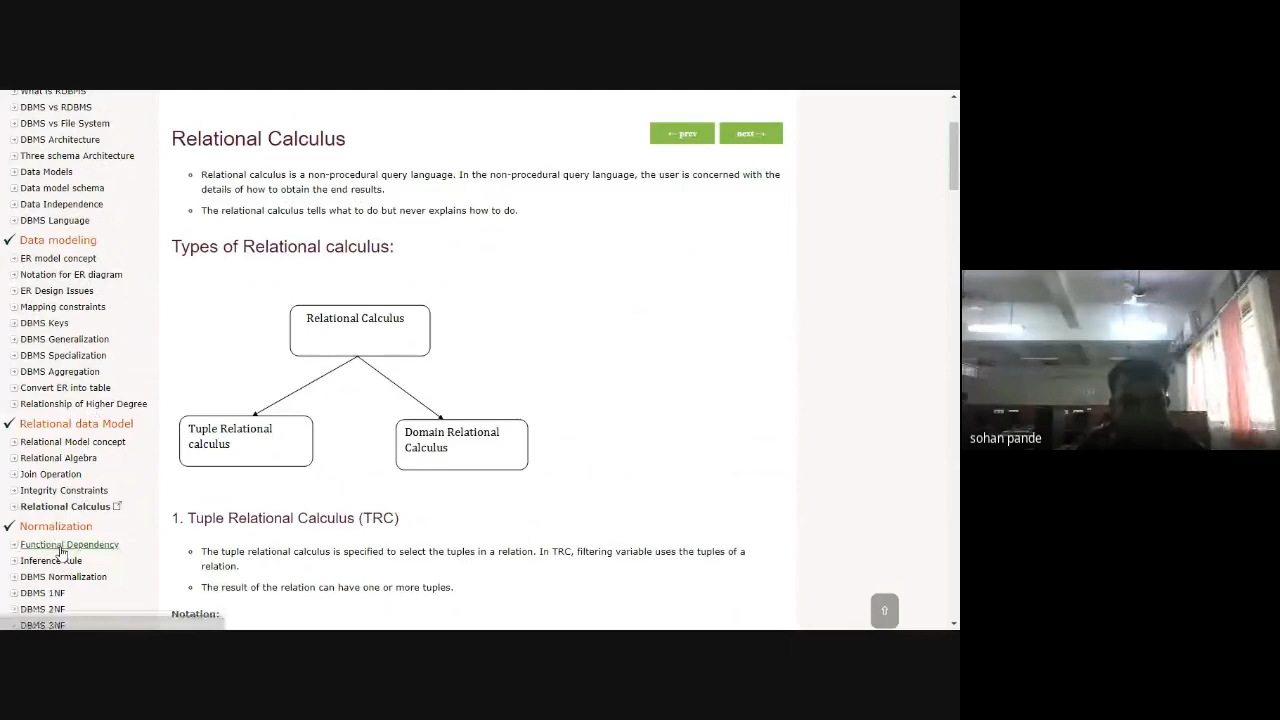 What is RDBMS
DBMS vs RDBMS
DBMS vs File System
DBMS Architecture
Three schema Architecture
Data Models
Data model schema
Data Independence
DBMS Language
Data modeling
ER model concept
Notation for ER diagram
ER Design Issues
Mapping constraints
DBMS Keys
DBMS Generalization
DBMS Specialization
DBMS Aggregation
Convert ER into table
Relationship of Higher Degree
Relational data Model
Relational Model concept
Relational Algebra
Join Operation
Integrity Constraints
Relational Calculus
Normalization
Functional Dependency
Inference Rule
DBMS Normalization
DBMS 1NF
DBMS 2NF
DBMS 3NF
← prev
next →
Relational Calculus
Relational calculus is a non-procedural query language. In the non-procedural query language, the user is concerned with the
details of how to obtain the end results.
The relational calculus tells what to do but never explains how to do.
Types of Relational calculus:
Relational Calculus
Tuple Relational
calculus
Domain Relational
Calculus
1. Tuple Relational Calculus (TRC)
The tuple relational calculus is specified to select the tuples in a relation. In TRC, filtering variable uses the tuples of a
relation.
The result of the relation can have one or more tuples.
Notation:
sohan pande